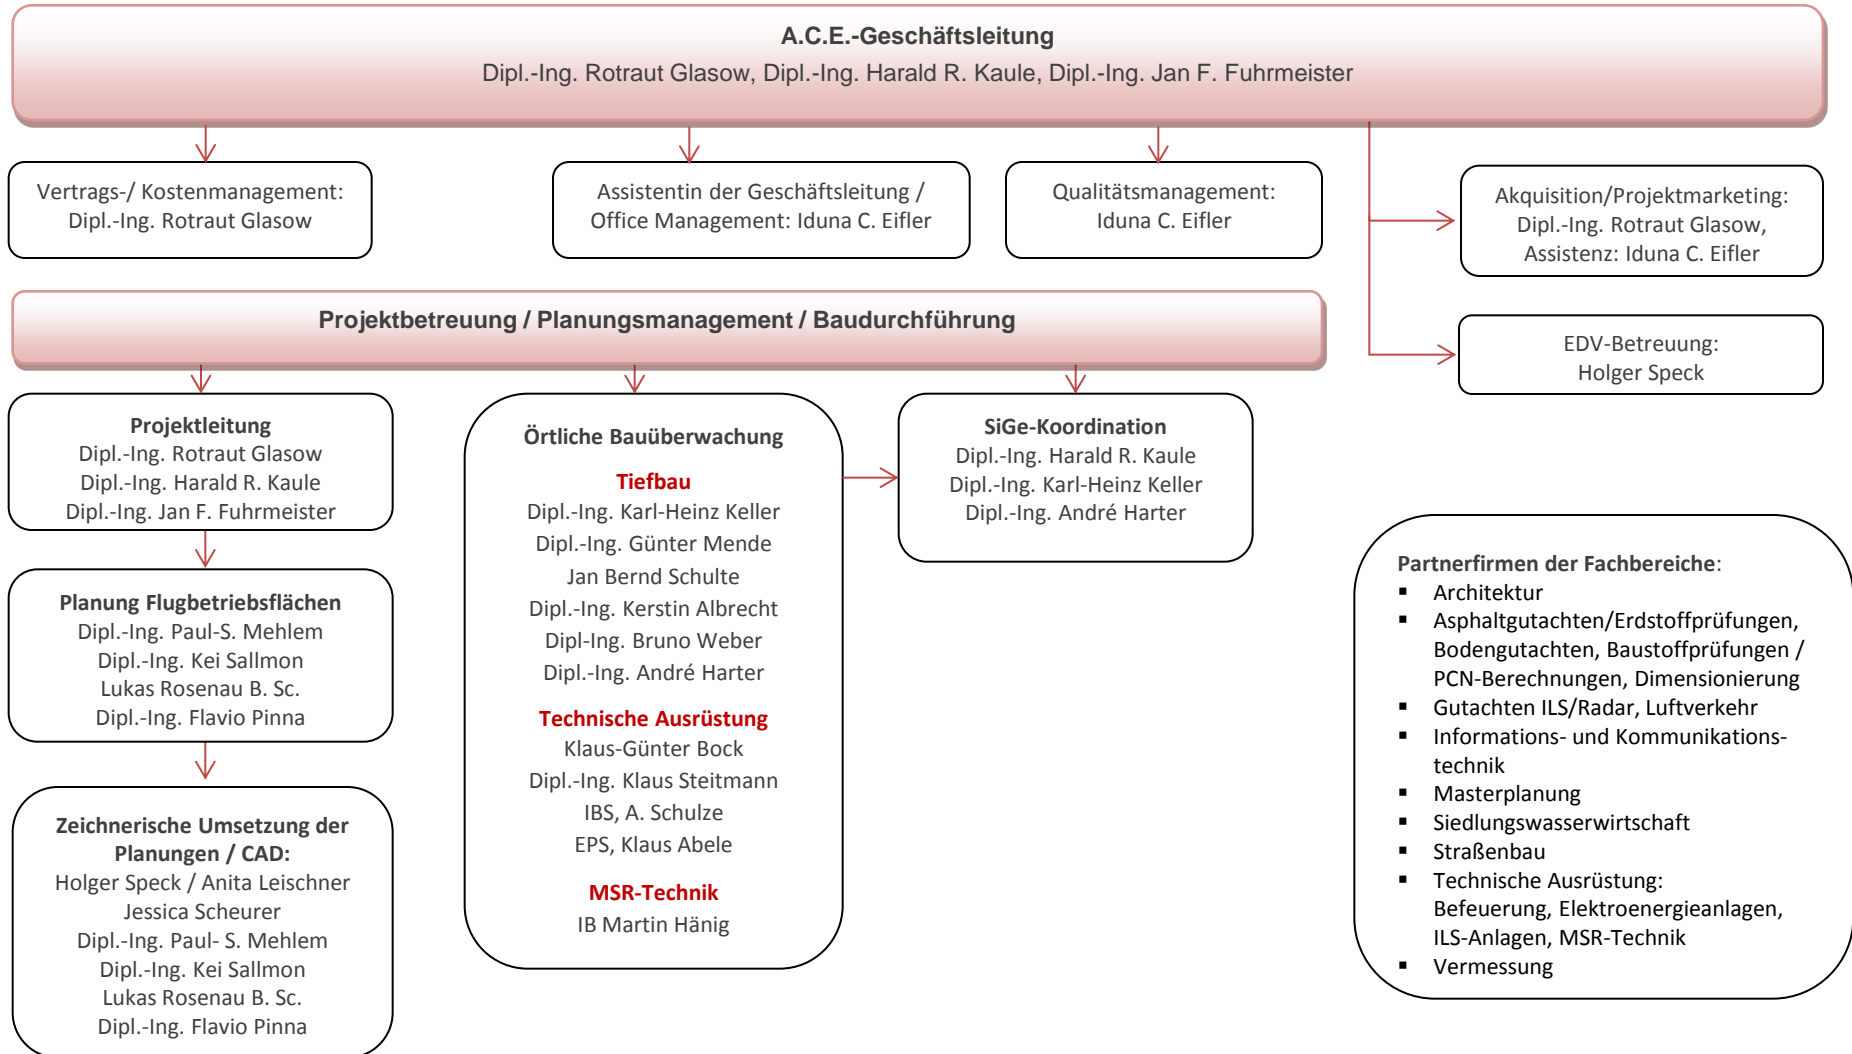 A.C.E.-Geschäftsleitung
Dipl.-Ing. Rotraut Glasow, Dipl.-Ing. Harald R. Kaule, Dipl.-Ing. Jan F. Fuhrmeister
Vertrags-/ Kostenmanagement:
Dipl.-Ing. Rotraut Glasow
Assistentin der Geschäftsleitung /
Office Management: Iduna C. Eifler
Qualitätsmanagement:
Iduna C. Eifler
Akquisition/Projektmarketing:
Dipl.-Ing. Rotraut Glasow,
Assistenz: Iduna C. Eifler
EDV-Betreuung:
Holger Speck
Projektbetreuung / Planungsmanagement / Baudurchführung
Projektleitung
Dipl.-Ing. Rotraut Glasow
Dipl.-Ing. Harald R. Kaule
Dipl.-Ing. Jan F. Fuhrmeister
Planung Flugbetriebsflächen
Dipl.-Ing. Paul-S. Mehlem
Dipl.-Ing. Kei Sallmon
Lukas Rosenau B. Sc.
Dipl.-Ing. Flavio Pinna
Zeichnerische Umsetzung der
Planungen / CAD:
Holger Speck / Anita Leischner
Jessica Scheurer
Dipl.-Ing. Paul- S. Mehlem
Dipl.-Ing. Kei Sallmon
Lukas Rosenau B. Sc.
Dipl.-Ing. Flavio Pinna
Örtliche Bauüberwachung
Tiefbau
Dipl.-Ing. Karl-Heinz Keller
Dipl.-Ing. Günter Mende
Jan Bernd Schulte
Dipl.-Ing. Kerstin Albrecht
Dipl-Ing. Bruno Weber
Dipl.-Ing. André Harter
Technische Ausrüstung
Klaus-Günter Bock
Dipl.-Ing. Klaus Steitmann
IBS, A. Schulze
EPS, Klaus Abele
MSR-Technik
IB Martin Hänig
SiGe-Koordination
Dipl.-Ing. Harald R. Kaule
Dipl.-Ing. Karl-Heinz Keller
Dipl.-Ing. André Harter
Partnerfirmen der Fachbereiche:
▪ Architektur
▪ Asphaltgutachten/Erdstoffprüfungen,
Bodengutachten, Baustoffprüfungen /
PCN-Berechnungen, Dimensionierung
▪ Gutachten ILS/Radar, Luftverkehr
▪ Informations- und Kommunikations-
technik
▪ Masterplanung
▪ Siedlungswasserwirtschaft
▪ Straßenbau
▪ Technische Ausrüstung:
Befeuerung, Elektroenergieanlagen,
ILS-Anlagen, MSR-Technik
▪ Vermessung